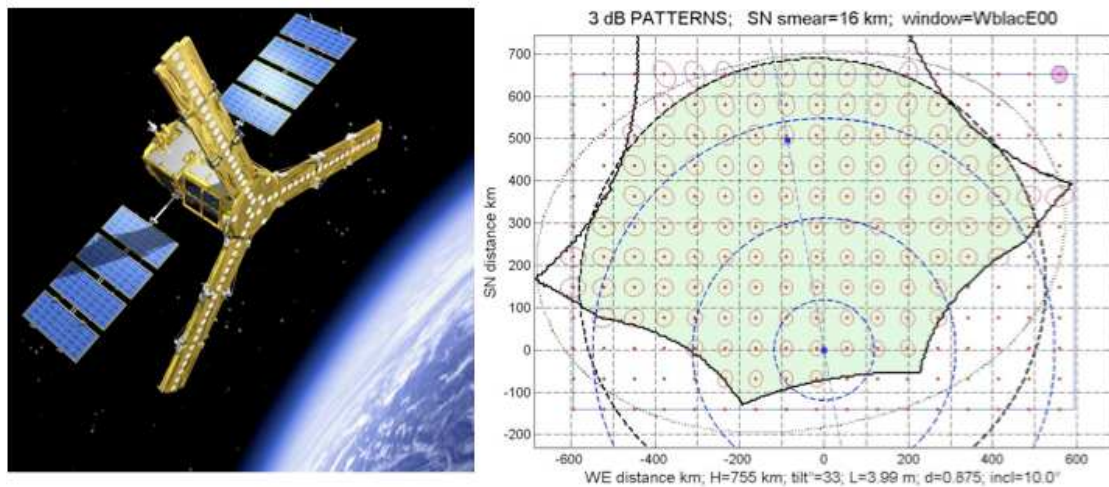 3 dB PATTERNS; SN smear=16 km; window=WblacE00
700
600
500
400
300
200
100
0
-100
-200
SN distance km
-600 -400 -200 0 200 400 600
WE distance km; H=755 km; tilt°=33; L=3.99 m; d=0.875; incl=10.0°